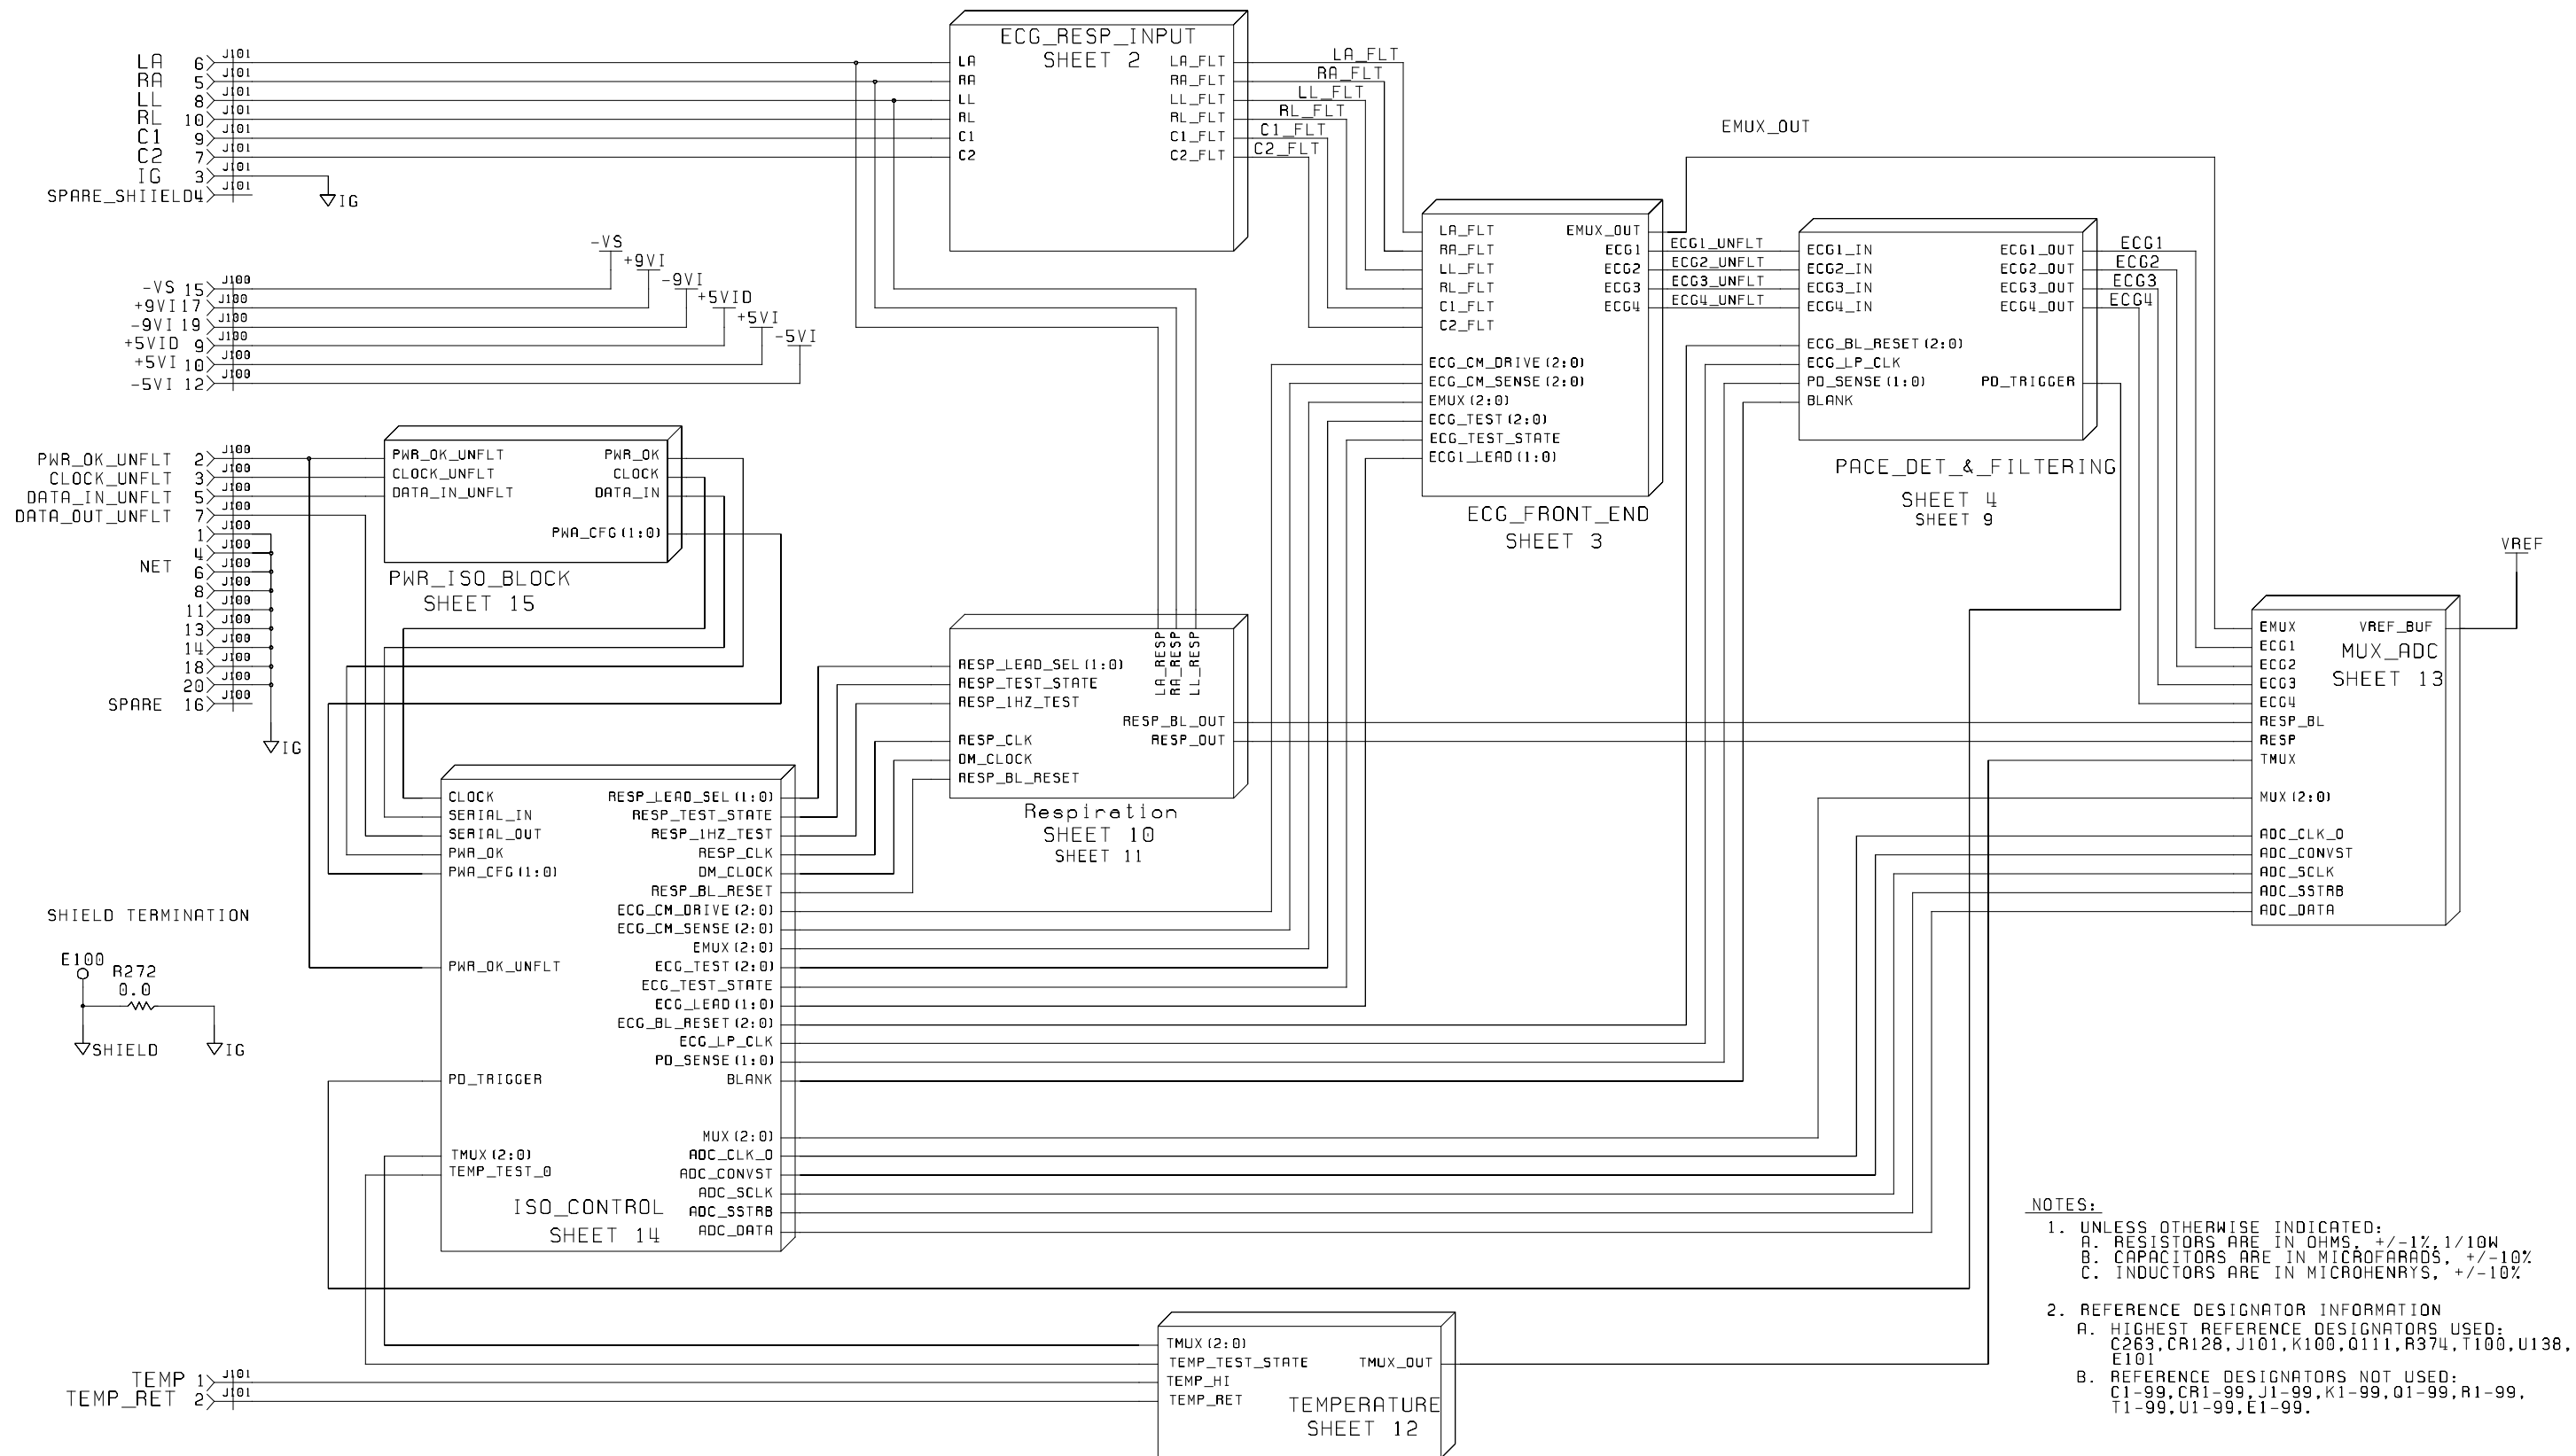 LA 6 J101
RA 5 J101
LL 8 J101
RL 10 J101
C1 9 J101
C2 7 J101
IG 3 J101
SPARE_SHIIELD4 J101
IG
-VS 15 J100
+9VI 17 J100
-9VI 19 J100
+5VID 9 J100
+5VI 10 J100
-5VI 12 J100
-VS
+9VI
-9VI
+5VID
+5VI
-5VI
PWR_OK_UNFLT 2 J100
CLOCK_UNFLT 3 J100
DATA_IN_UNFLT 5 J100
DATA_OUT_UNFLT 7 J100
1 J100
4 J100
NET 6 J100
8 J100
11 J100
13 J100
14 J100
18 J100
20 J100
SPARE 16 J100
IG
PWR_OK_UNFLT PWR_OK
CLOCK_UNFLT CLOCK
DATA_IN_UNFLT DATA_IN
PWA_CFG(1:0)
PWR_ISO_BLOCK
SHEET 15
ECG_RESP_INPUT
SHEET 2
LA LA_FLT
RA RA_FLT
LL LL_FLT
RL RL_FLT
C1 C1_FLT
C2 C2_FLT
LA_FLT
RA_FLT
LL_FLT
RL_FLT
C1_FLT
C2_FLT
EMUX_OUT
LA_FLT EMUX_OUT
RA_FLT ECG1
LL_FLT ECG2
RL_FLT ECG3
C1_FLT ECG4
C2_FLT
ECG_CM_DRIVE(2:0)
ECG_CM_SENSE(2:0)
EMUX(2:0)
ECG_TEST(2:0)
ECG_TEST_STATE
ECG1_LEAD(1:0)
ECG_FRONT_END
SHEET 3
ECG1_UNFLT
ECG2_UNFLT
ECG3_UNFLT
ECG4_UNFLT
ECG1_IN ECG1_OUT
ECG2_IN ECG2_OUT
ECG3_IN ECG3_OUT
ECG4_IN ECG4_OUT
ECG_BL_RESET(2:0)
ECG_LP_CLK
PD_SENSE(1:0) PD_TRIGGER
BLANK
PACE_DET_&_FILTERING
SHEET 4
SHEET 9
ECG1
ECG2
ECG3
ECG4
VREF
EMUX VREF_BUF
ECG1
MUX_ADC
ECG2
SHEET 13
ECG3
ECG4
RESP_BL
RESP
TMUX
MUX(2:0)
ADC_CLK_O
ADC_CONVST
ADC_SCLK
ADC_SSTRB
ADC_DATA
LA_RESP
RA_RESP
LL_RESP
RESP_LEAD_SEL(1:0)
RESP_TEST_STATE
RESP_1HZ_TEST
RESP_BL_OUT
RESP_CLK RESP_OUT
DM_CLOCK
RESP_BL_RESET
Respiration
SHEET 10
SHEET 11
CLOCK RESP_LEAD_SEL(1:0)
SERIAL_IN RESP_TEST_STATE
SERIAL_OUT RESP_1HZ_TEST
PWR_OK RESP_CLK
PWA_CFG(1:0) DM_CLOCK
RESP_BL_RESET
ECG_CM_DRIVE(2:0)
ECG_CM_SENSE(2:0)
EMUX(2:0)
PWR_OK_UNFLT ECG_TEST(2:0)
ECG_TEST_STATE
ECG_LEAD(1:0)
ECG_BL_RESET(2:0)
ECG_LP_CLK
PD_SENSE(1:0)
PD_TRIGGER BLANK
MUX(2:0)
TMUX(2:0) ADC_CLK_O
TEMP_TEST_0 ADC_CONVST
ADC_SCLK
ISO_CONTROL ADC_SSTRB
SHEET 14 ADC_DATA
SHIELD TERMINATION
E100
R272
0.0
SHIELD
IG
TEMP 1 J101
TEMP_RET 2 J101
TMUX(2:0)
TEMP_TEST_STATE TMUX_OUT
TEMP_HI
TEMP_RET
TEMPERATURE
SHEET 12
NOTES:
1. UNLESS OTHERWISE INDICATED:
A. RESISTORS ARE IN OHMS, +/-1%,1/10W
B. CAPACITORS ARE IN MICROFARADS, +/-10%
C. INDUCTORS ARE IN MICROHENRYS, +/-10%
2. REFERENCE DESIGNATOR INFORMATION
A. HIGHEST REFERENCE DESIGNATORS USED:
C263,CR128,J101,K100,Q111,R374,T100,U138,
E101
B. REFERENCE DESIGNATORS NOT USED:
C1-99,CR1-99,J1-99,K1-99,Q1-99,R1-99,
T1-99,U1-99,E1-99.